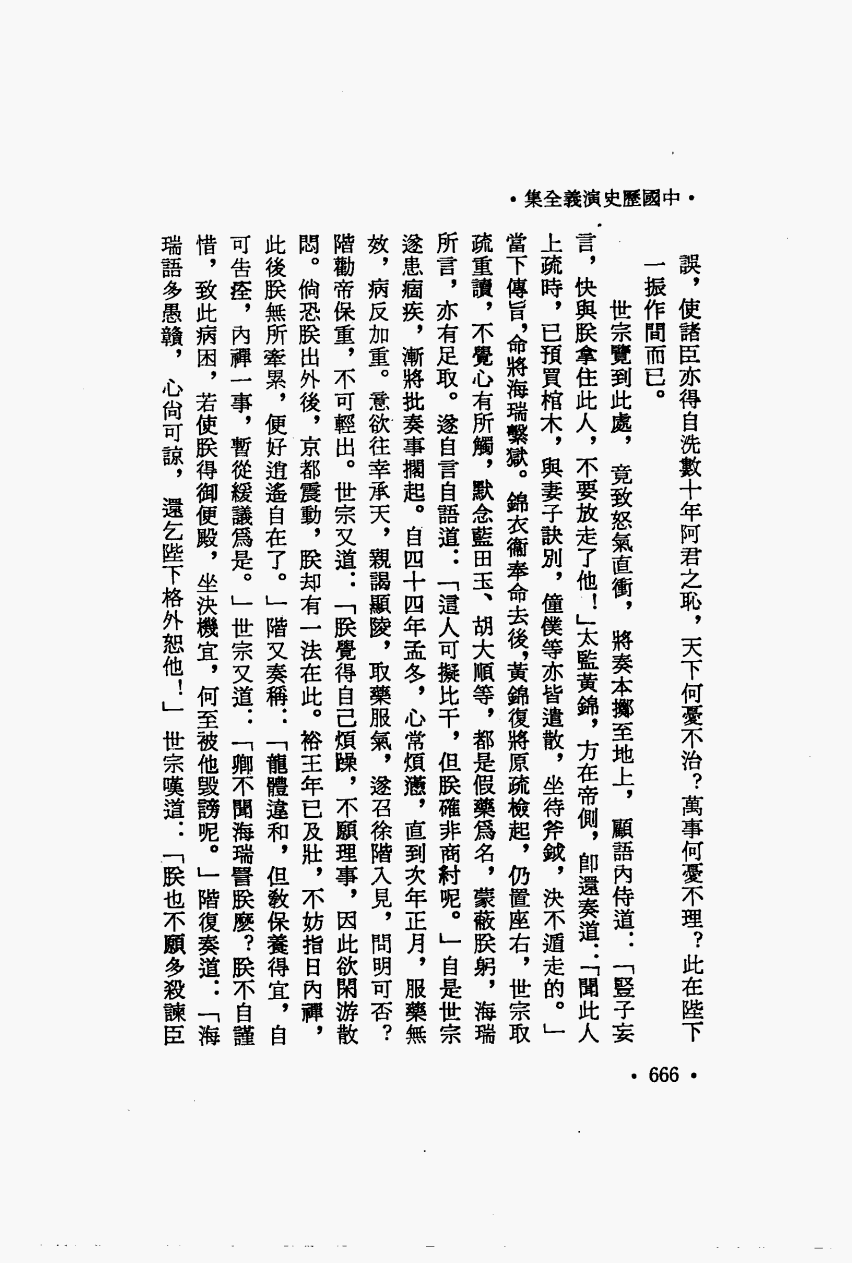 ・中國歷史演義全集・
誤，使諸臣亦得自洗數十年阿君之恥，天下何憂不治？萬事何憂不理？此在陛下
一振作間而已。
世宗覽到此處，竟致怒氣直衝，將奏本擲至地上，顧語內侍道：「豎子妄
言，快與朕拿住此人，不要放走了他！」太監黃錦，方在帝側，卽還奏道：「聞此人
上疏時，已預買棺木，與妻子訣別，僮僕等亦皆遣散，坐待斧鉞，決不遁走的。」
當下傳旨，命將海瑞繫獄。錦衣衞奉命去後，黃錦復將原疏檢起，仍置座右，世宗取
疏重讀，不覺心有所觸，默念藍田玉、胡大順等，都是假藥爲名，蒙蔽朕躬，海瑞
所言，亦有足取。遂自言自語道：「這人可擬比干，但朕確非商紂呢。」自是世宗
遂患痼疾，漸將批奏事擱起。自四十四年孟冬，心常煩懑，直到次年正月，服藥無
效，病反加重。意欲往幸承天，親謁顯陵，取藥服氣，遂召徐階入見，問明可否？
階勸帝保重，不可輕出。世宗又道：「朕覺得自己煩躁，不願理事，因此欲閑游散
悶。倘恐朕出外後，京都震動，朕却有一法在此。裕王年已及壯，不妨指日內禪，
此後朕無所牽累，便好逍遙自在了。」階又奏稱：「龍體違和，但敎保養得宜，自
可告痊，內禪一事，暫從緩議爲是。」世宗又道：「卿不聞海瑞詈朕麽？朕不自謹
惜，致此病困，若使朕得御便殿，坐決機宜，何至被他毀謗呢。」階復奏道：「海
瑞語多愚贛，心尙可諒，還乞陛下格外恕他！」世宗嘆道：「朕也不願多殺諫臣
・666・